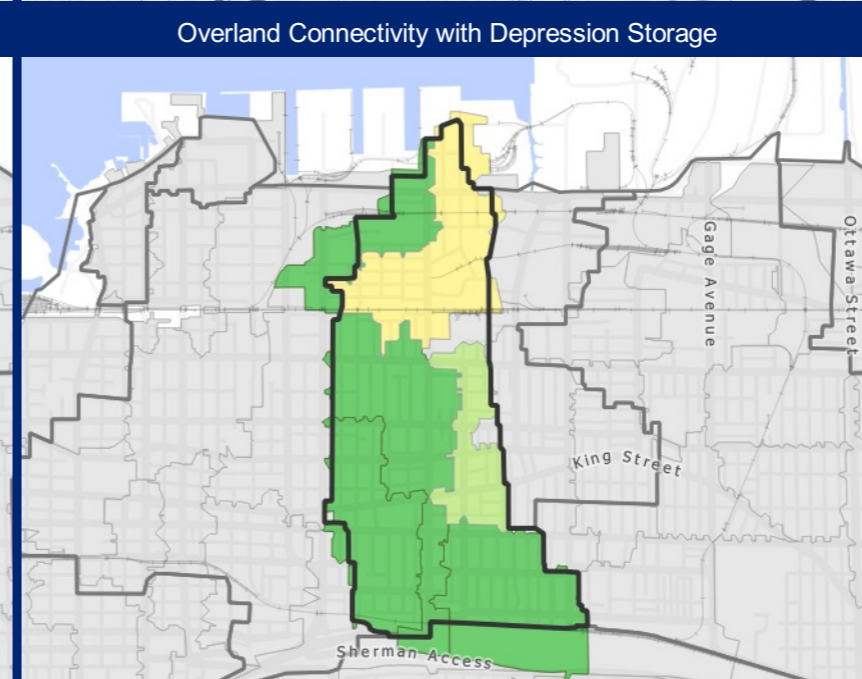 Overland Connectivity with Depression Storage
Gage Avenue
Ottawa Street
King Street
Sherman Access